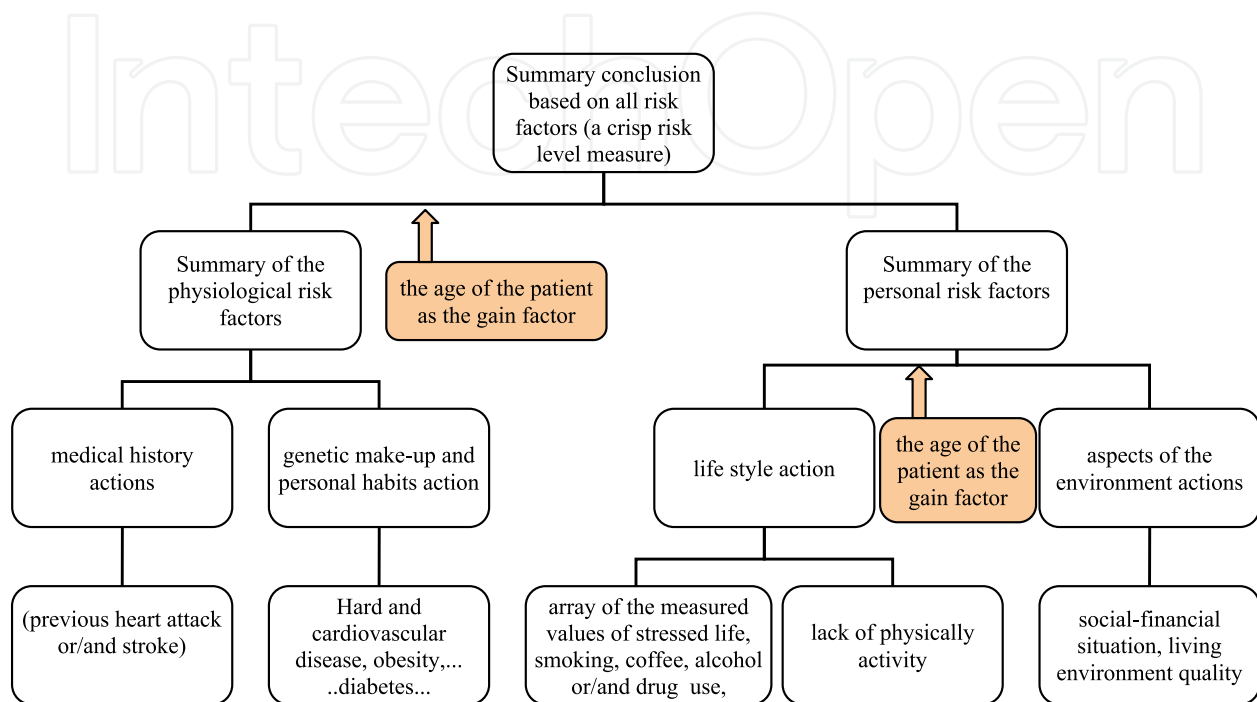 IntechOpen
Summary conclusion
based on all risk
factors (a crisp risk
level measure)
Summary of the
physiological risk
factors
the age of the patient
as the gain factor
Summary of the
personal risk factors
medical history
actions
genetic make-up and
personal habits action
life style action
the age of the
patient as the
gain factor
aspects of the
environment actions
(previous heart attack
or/and stroke)
Hard and
cardiovascular
disease, obesity,...
..diabetes...
array of the measured
values of stressed life,
smoking, coffee, alcohol
or/and drug use,
lack of physically
activity
social-financial
situation, living
environment quality